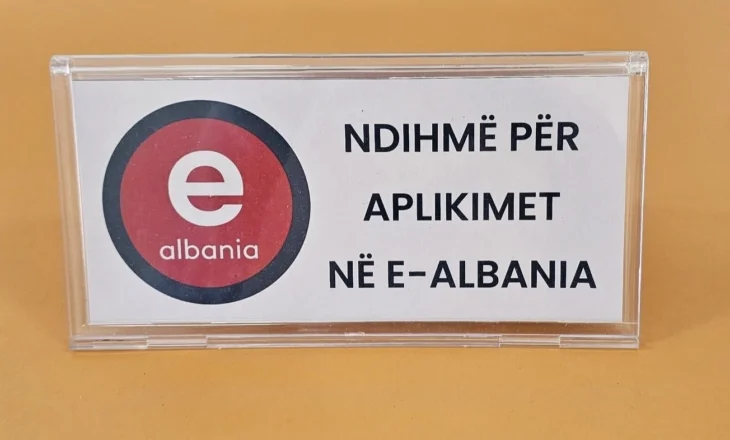 e
albania
NDIHMË PËR
APLIKIMET
NË E-ALBANIA